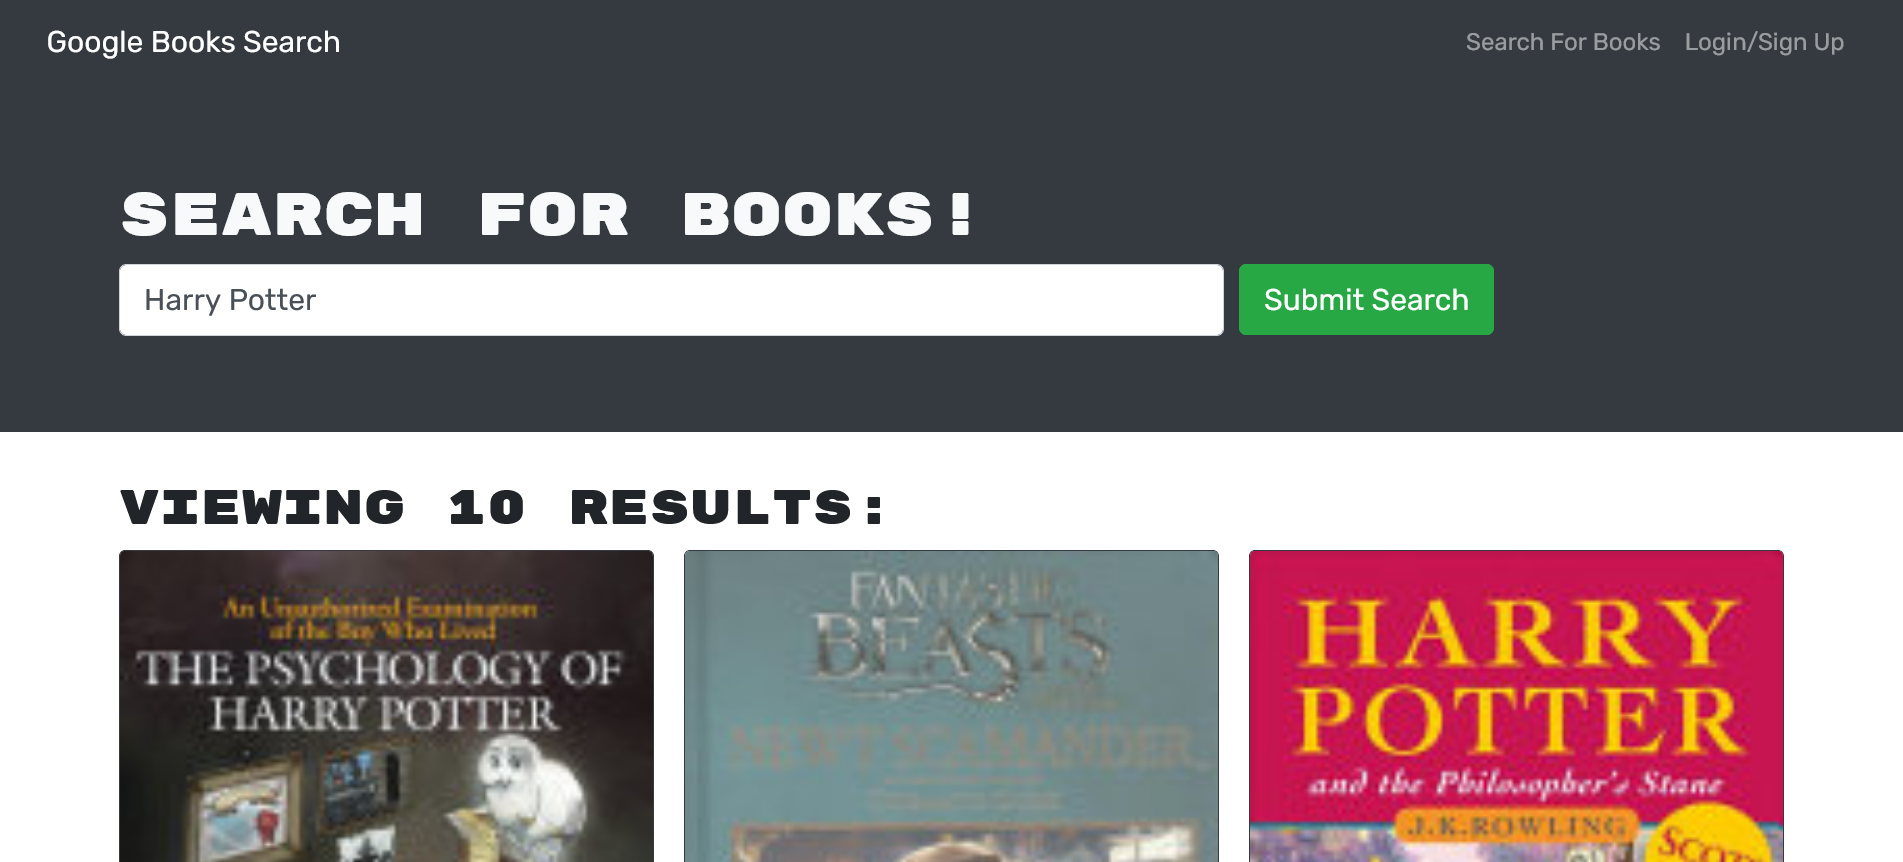 Google Books Search
Search For Books Login/Sign Up
SEARCH FOR BOOKS!
Harry Potter
Submit Search
VIEWING 10 RESULTS:
An Unauthorized Examination
of the Boy Who Lived
THE PSYCHOLOGY OF
HARRY POTTER
FANTASTIC
BEASTS
NEWT SCAMANDER
HARRY
POTTER
and the Philosopher's Stone
J.K.ROWLING